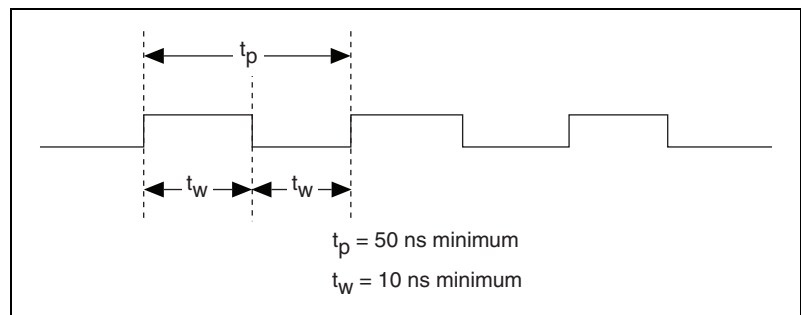 tp
tw tw
tp = 50 ns minimum
tw = 10 ns minimum